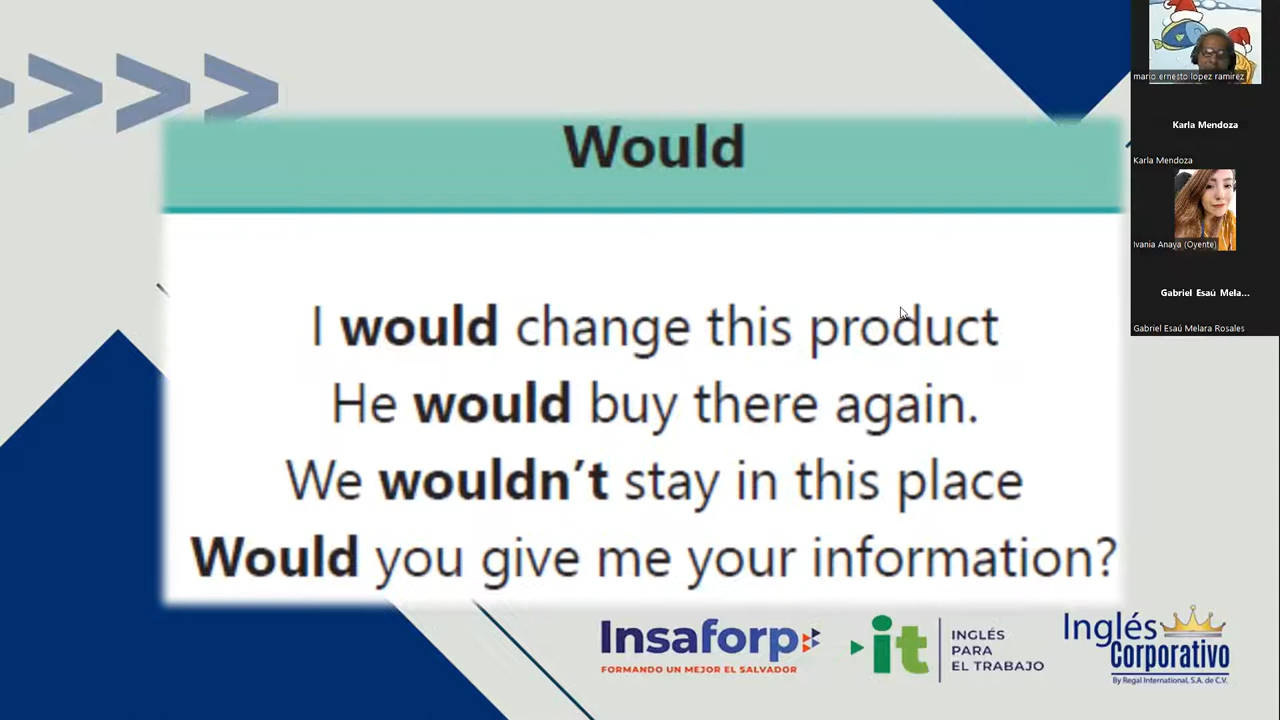 Would
I would change this product
He would buy there again.
We wouldn't stay in this place
Would you give me your information?
Insaforp
FORMANDO UN MEJOR EL SALVADOR
it
INGLÉS
PARA
EL TRABAJO
Inglés
Corporativo
By Regal International, S.A. de C.V.
mario ernesto lopez ramirez
Karla Mendoza
Karla Mendoza
Ivania Anaya (Oyente)
Gabriel Esaú Mela...
Gabriel Esaú Melara Rosales